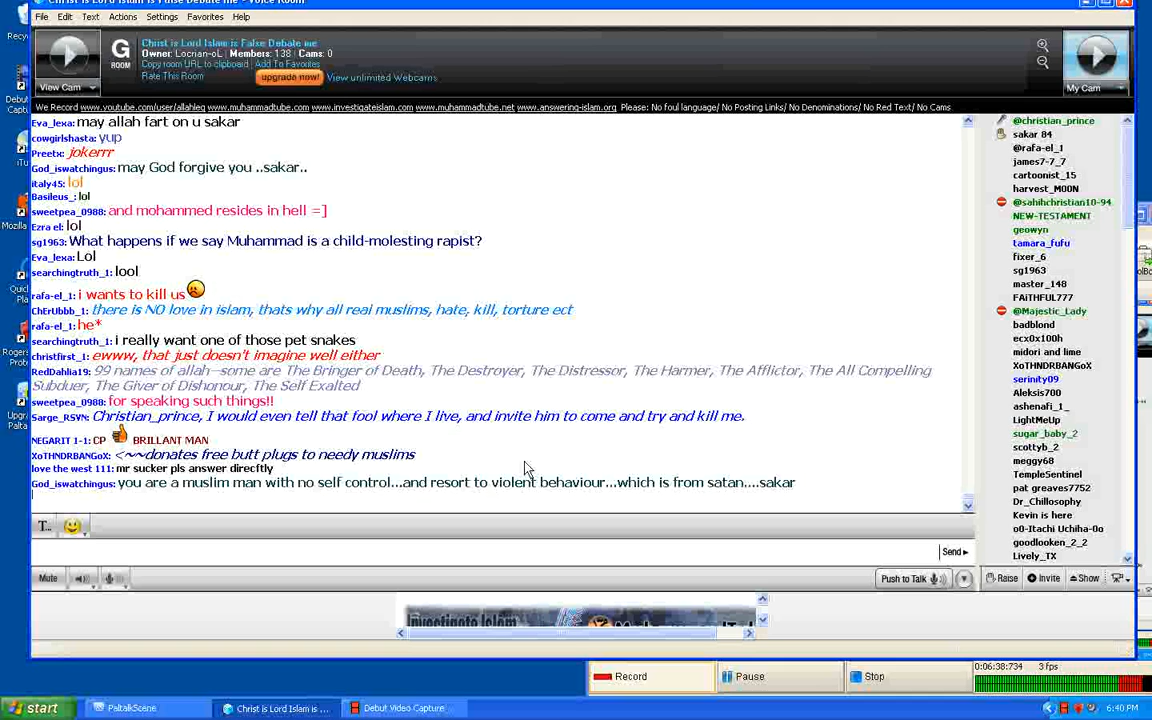 Christ is Lord Islam is False Debate me - Voice Room
File Edit Text Actions Settings Favorites Help
G ROOM
Christ is Lord Islam is False Debate me
Owner: Locrian-oL | Members: 138 | Cams: 0
Copy room URL to clipboard | Add To Favorites
Rate This Room
upgrade now! View unlimited Webcams
View Cam
My Cam
We Record www.youtube.com/user/allahleg www.muhammadtube.com www.investigateislam.com www.muhammadtube.net www.answering-islam.org Please: No foul language/ No Posting Links/ No Denominations/ No Red Text/ No Cams
Eva_lexa: may allah fart on u sakar
cowgirlshasta: yup
Preetx: jokerrr
God_iswatchingus: may God forgive you ..sakar..
italy45: lol
Basileus_: lol
sweetpea_0988: and mohammed resides in hell =]
Ezra el: lol
sg1963: What happens if we say Muhammad is a child-molesting rapist?
Eva_lexa: Lol
searchingtruth_1: lool
rafa-el_1: i wants to kill us
ChErUbbb_1: there is NO love in islam, thats why all real muslims, hate, kill, torture ect
rafa-el_1: he*
searchingtruth_1: i really want one of those pet snakes
christfirst_1: ewww, that just doesn't imagine well either
RedDahlia19: 99 names of allah—some are The Bringer of Death, The Destroyer, The Distressor, The Harmer, The Afflictor, The All Compelling
Subduer, The Giver of Dishonour, The Self Exalted
sweetpea_0988: for speaking such things!!
Sarge_RSVN: Christian_prince, I would even tell that fool where I live, and invite him to come and try and kill me.
NEGARIT 1-1: CP BRILLANT MAN
XoTHNDRBANGoX: <~~donates free butt plugs to needy muslims
love the west 111: mr sucker pls answer direcftly
God_iswatchingus: you are a muslim man with no self control...and resort to violent behaviour...which is from satan....sakar
@christian_prince
sakar 84
@rafa-el_1
james7-7_7
cartoonist_15
harvest_M00N
@sahihchristian10-94
NEW-TESTAMENT
geowyn
tamara_fufu
fixer_6
sg1963
master_148
FAiTHFUL777
@Majestic_Lady
badblond
ecx0x100h
midori and lime
XoTHNDRBANGoX
serinity09
Aleksis700
ashenafi_1_
LightMeUp
sugar_baby_2
scottyb_2
meggy68
TempleSentinel
pat greaves7752
Dr_Chillosophy
Kevin is here
o0-Itachi Uchiha-0o
goodlooken_2_2
Lively_TX
T..
Send
Mute
Push to Talk
Raise Invite Show
Investigate Islam
Recy
Debut
Capt
iTu
Mozilla
Quick
Rogers
Prote
Upgra
Palta
Record Pause Stop
0:06:38:734 3 fps
start
PaltalkScene
Christ is Lord Islam is ...
Debut Video Capture
6:40 PM